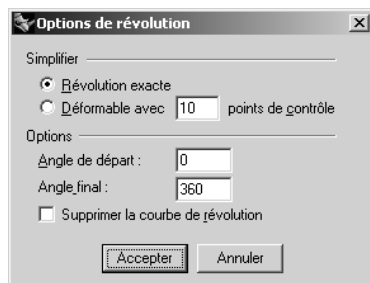 Options de révolution
Simplifier
Révolution exacte
Déformable avec 10 points de contrôle
Options
Angle de départ : 0
Angle final : 360
Supprimer la courbe de révolution
Accepter Annuler